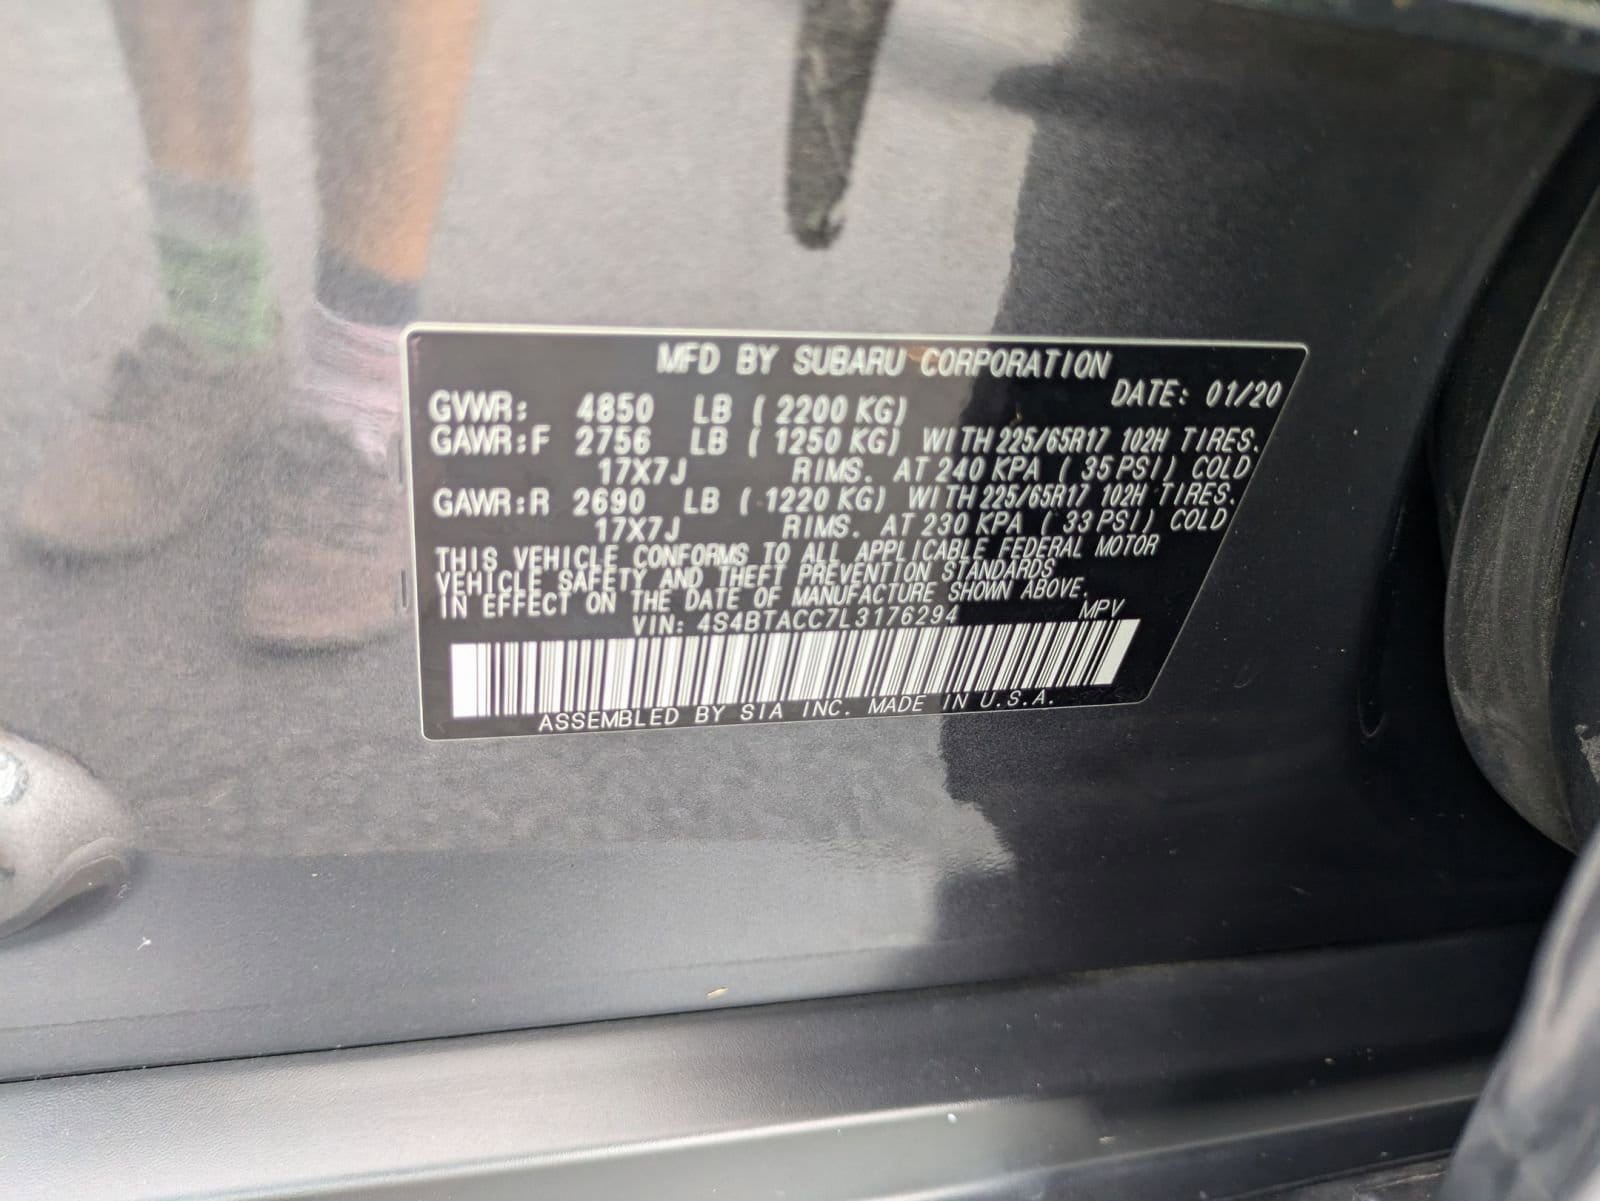 MFD BY SUBARU CORPORATION
DATE: 01/20
GVWR: 4850 LB ( 2200 KG)
GAWR:F 2756 LB ( 1250 KG) WITH 225/65R17 102H TIRES.
17X7J RIMS. AT 240 KPA ( 35 PSI) COLD
GAWR:R 2690 LB ( 1220 KG) WITH 225/65R17 102H TIRES.
17X7J RIMS. AT 230 KPA ( 33 PSI) COLD
THIS VEHICLE CONFORMS TO ALL APPLICABLE FEDERAL MOTOR
VEHICLE SAFETY AND THEFT PREVENTION STANDARDS
IN EFFECT ON THE DATE OF MANUFACTURE SHOWN ABOVE.
VIN: 4S4BTACC7L3176294 MPV
ASSEMBLED BY SIA INC. MADE IN U.S.A.